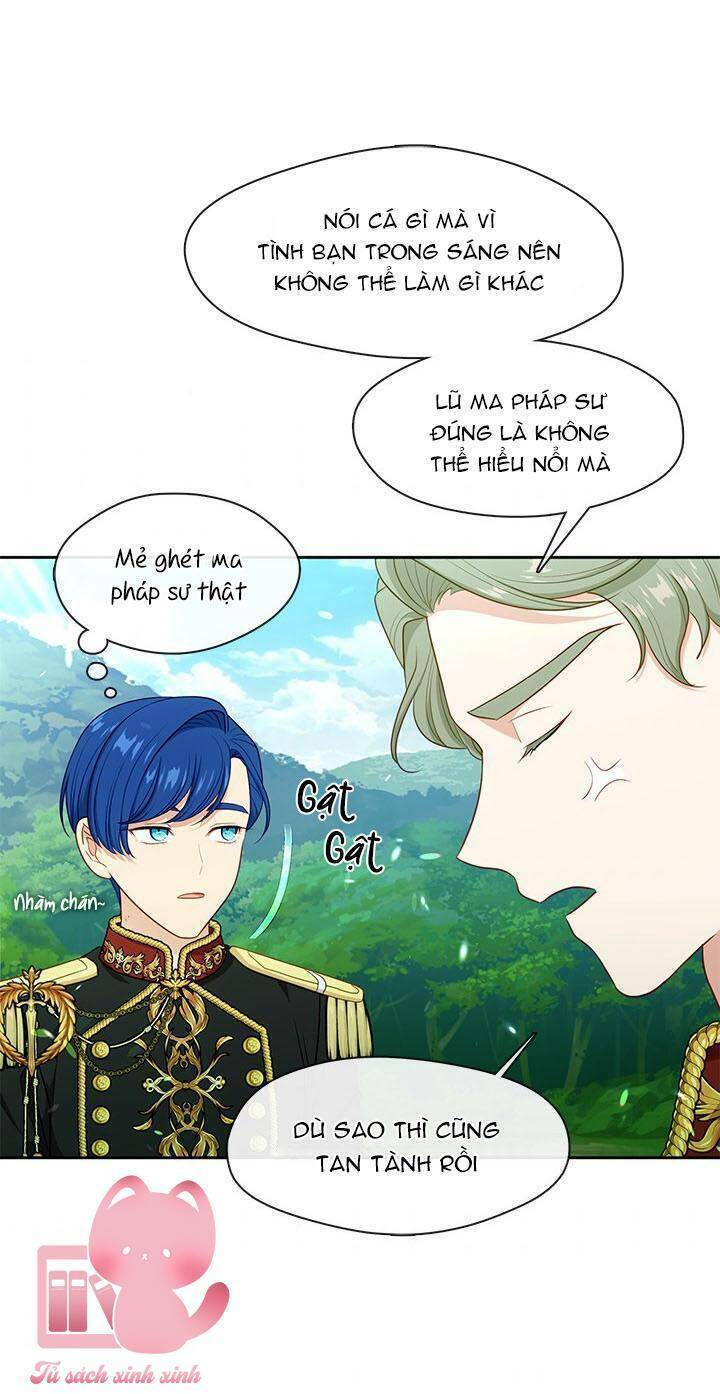 NÓI CÁ GÌ MÀ VÌ
TÌNH BẠN TRONG SÁNG NÊN
KHÔNG THỂ LÀM GÌ KHÁC
LŨ MA PHÁP SƯ
ĐÚNG LÀ KHÔNG
THỂ HIỂU NỔI MÀ
Mẻ ghét ma
pháp sư thật
Gật
Gật
Nhàm chán~
DÙ SAO THÌ CŨNG
TAN TÀNH RỒI
Tủ sách xinh xinh